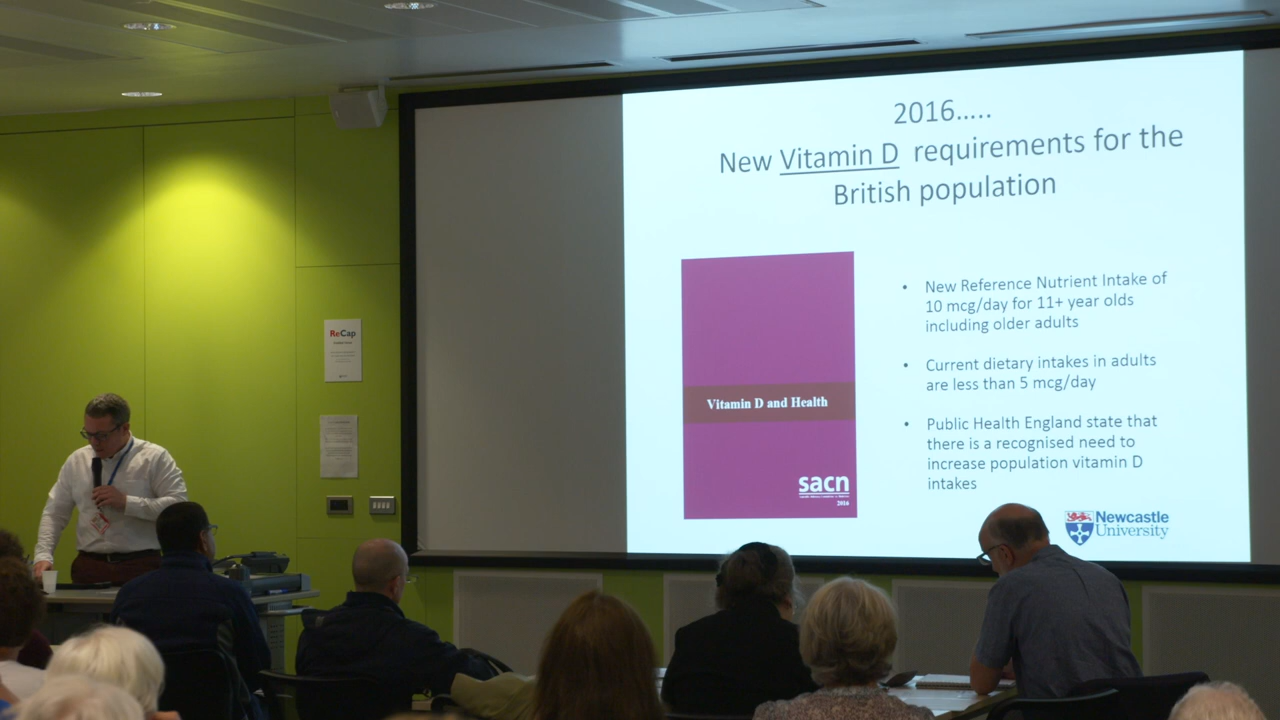 2016.....
New Vitamin D requirements for the
British population
• New Reference Nutrient Intake of
10 mcg/day for 11+ year olds
including older adults
• Current dietary intakes in adults
are less than 5 mcg/day
• Public Health England state that
there is a recognised need to
increase population vitamin D
intakes
Vitamin D and Health
sacn
2016
Newcastle
University
ReCap